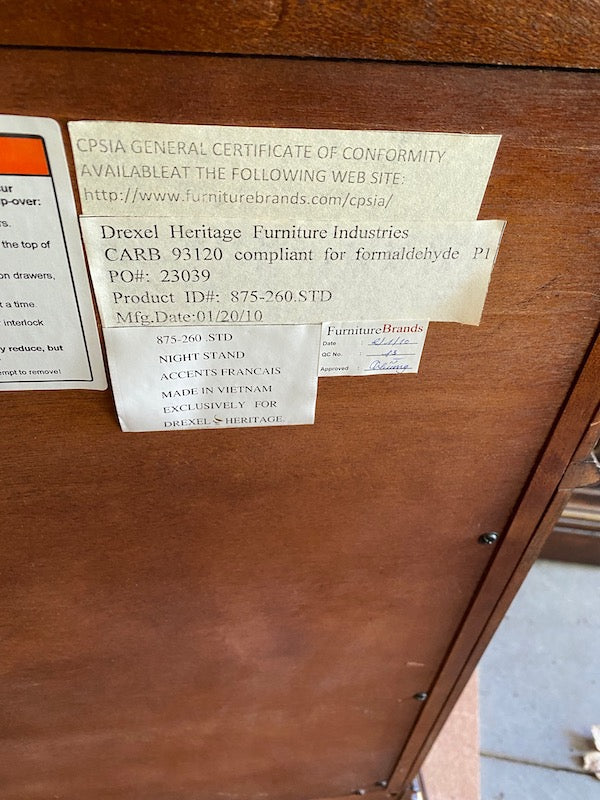 ur
p-over:
rs.
the top of
on drawers,
t a time.
interlock
y reduce, but
empt to remove!
CPSIA GENERAL CERTIFICATE OF CONFORMITY
AVAILABLEAT THE FOLLOWING WEB SITE:
http://www.furniturebrands.com/cpsia/
Drexel Heritage Furniture Industries
CARB 93120 compliant for formaldehyde P1
PO#: 23039
Product ID#: 875-260.STD
Mfg.Date:01/20/10
875-260 .STD
NIGHT STAND
ACCENTS FRANCAIS
MADE IN VIETNAM
EXCLUSIVELY FOR
DREXEL HERITAGE.
FurnitureBrands
Date :
QC No. :
Approved :